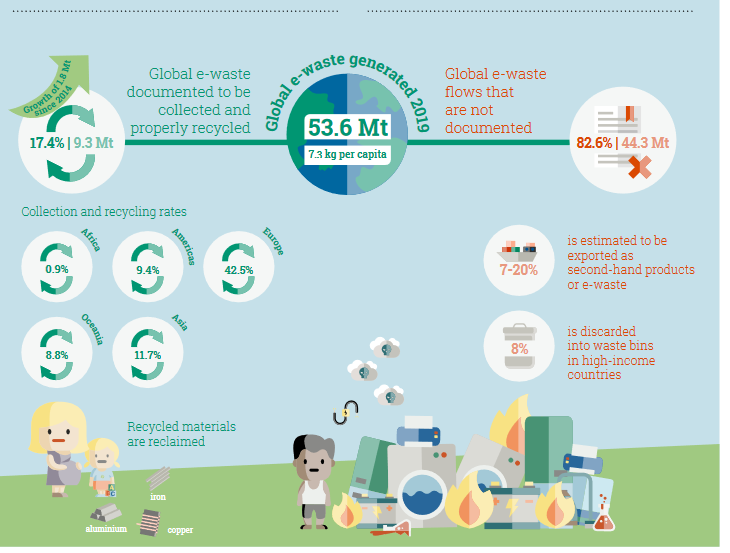 Growth of 1.8 Mt
since 2014
17.4% | 9.3 Mt
Global e-waste
documented to be
collected and
properly recycled
Global e-waste generated 2019
53.6 Mt
7.3 kg per capita
Global e-waste
flows that
are not
documented
82.6% | 44.3 Mt
Collection and recycling rates
Africa
0.9%
Americas
9.4%
Europe
42.5%
Oceania
8.8%
Asia
11.7%
7-20%
is estimated to be
exported as
second-hand products
or e-waste
8%
is discarded
into waste bins
in high-income
countries
Recycled materials
are reclaimed
iron
aluminium
copper